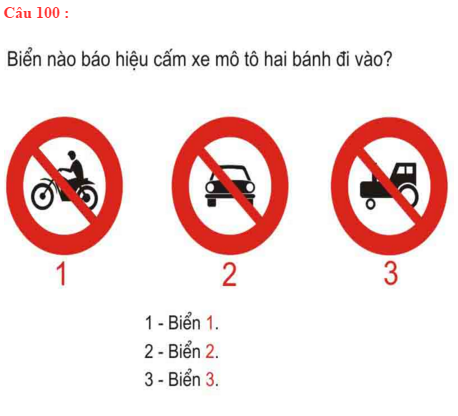 Câu 100 :
Biển nào báo hiệu cấm xe mô tô hai bánh đi vào?
1 2 3
1 - Biển 1.
2 - Biển 2.
3 - Biển 3.